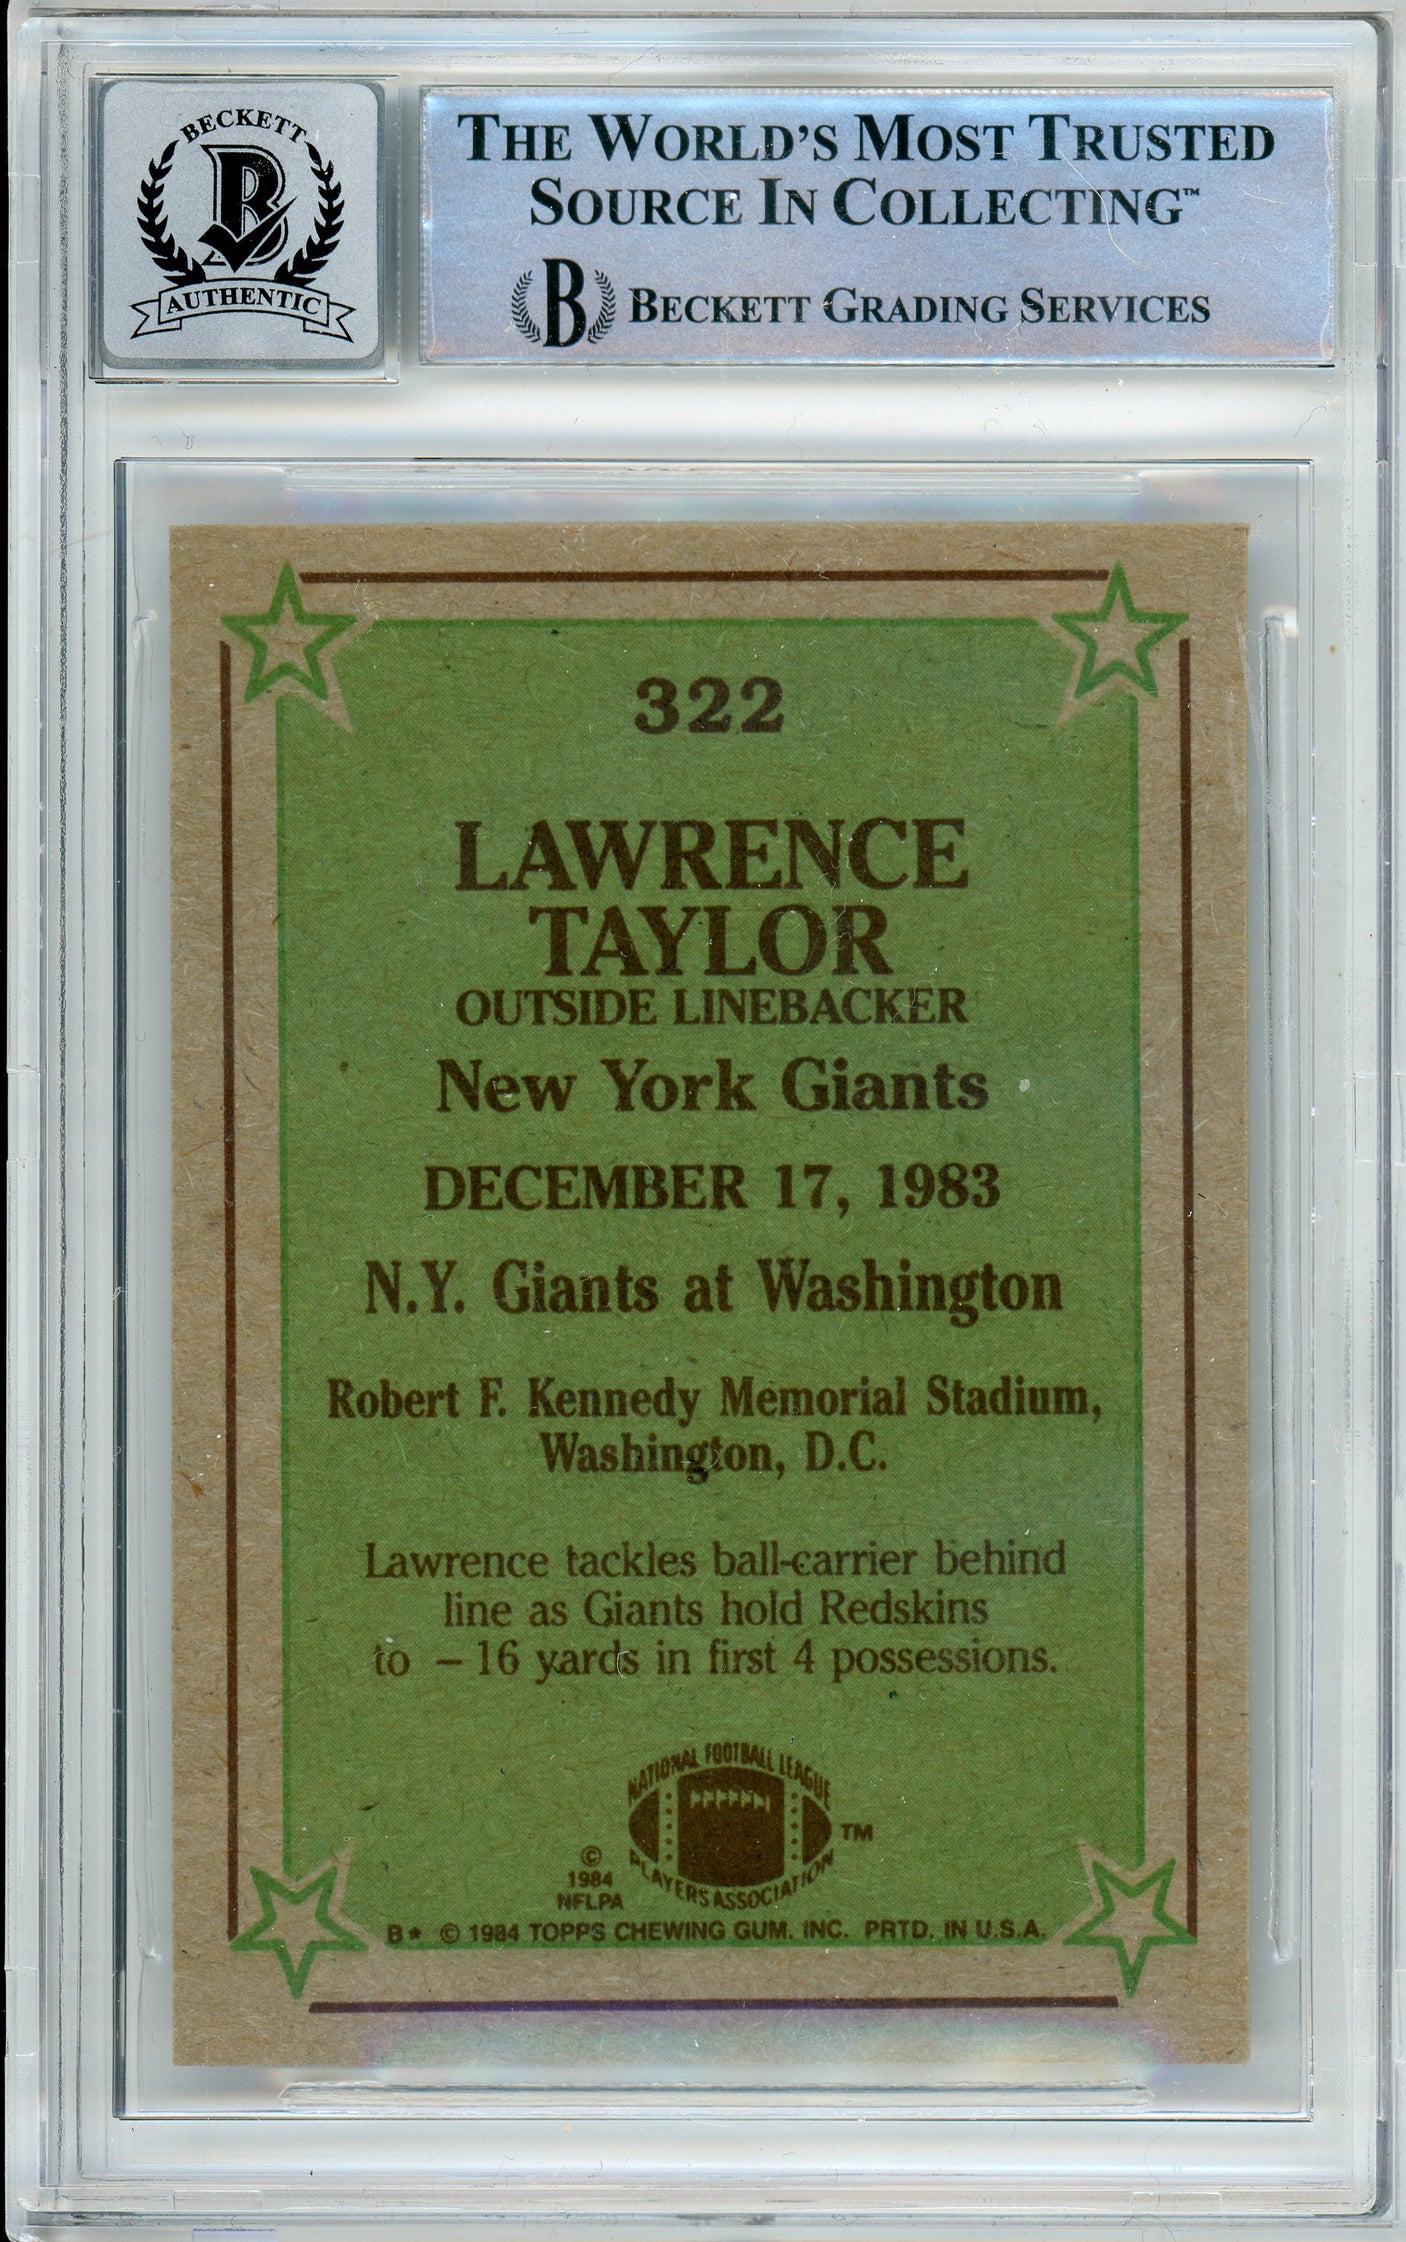 BECKETT
B
AUTHENTIC
THE WORLD'S MOST TRUSTED
SOURCE IN COLLECTING™
B BECKETT GRADING SERVICES
322
LAWRENCE
TAYLOR
OUTSIDE LINEBACKER
New York Giants
DECEMBER 17, 1983
N.Y. Giants at Washington
Robert F. Kennedy Memorial Stadium,
Washington, D.C.
Lawrence tackles ball-carrier behind
line as Giants hold Redskins
to – 16 yards in first 4 possessions.
NATIONAL FOOTBALL LEAGUE
PLAYERS ASSOCIATION
TM
©
1984
NFLPA
B* © 1984 TOPPS CHEWING GUM, INC. PRTD. IN U.S.A.